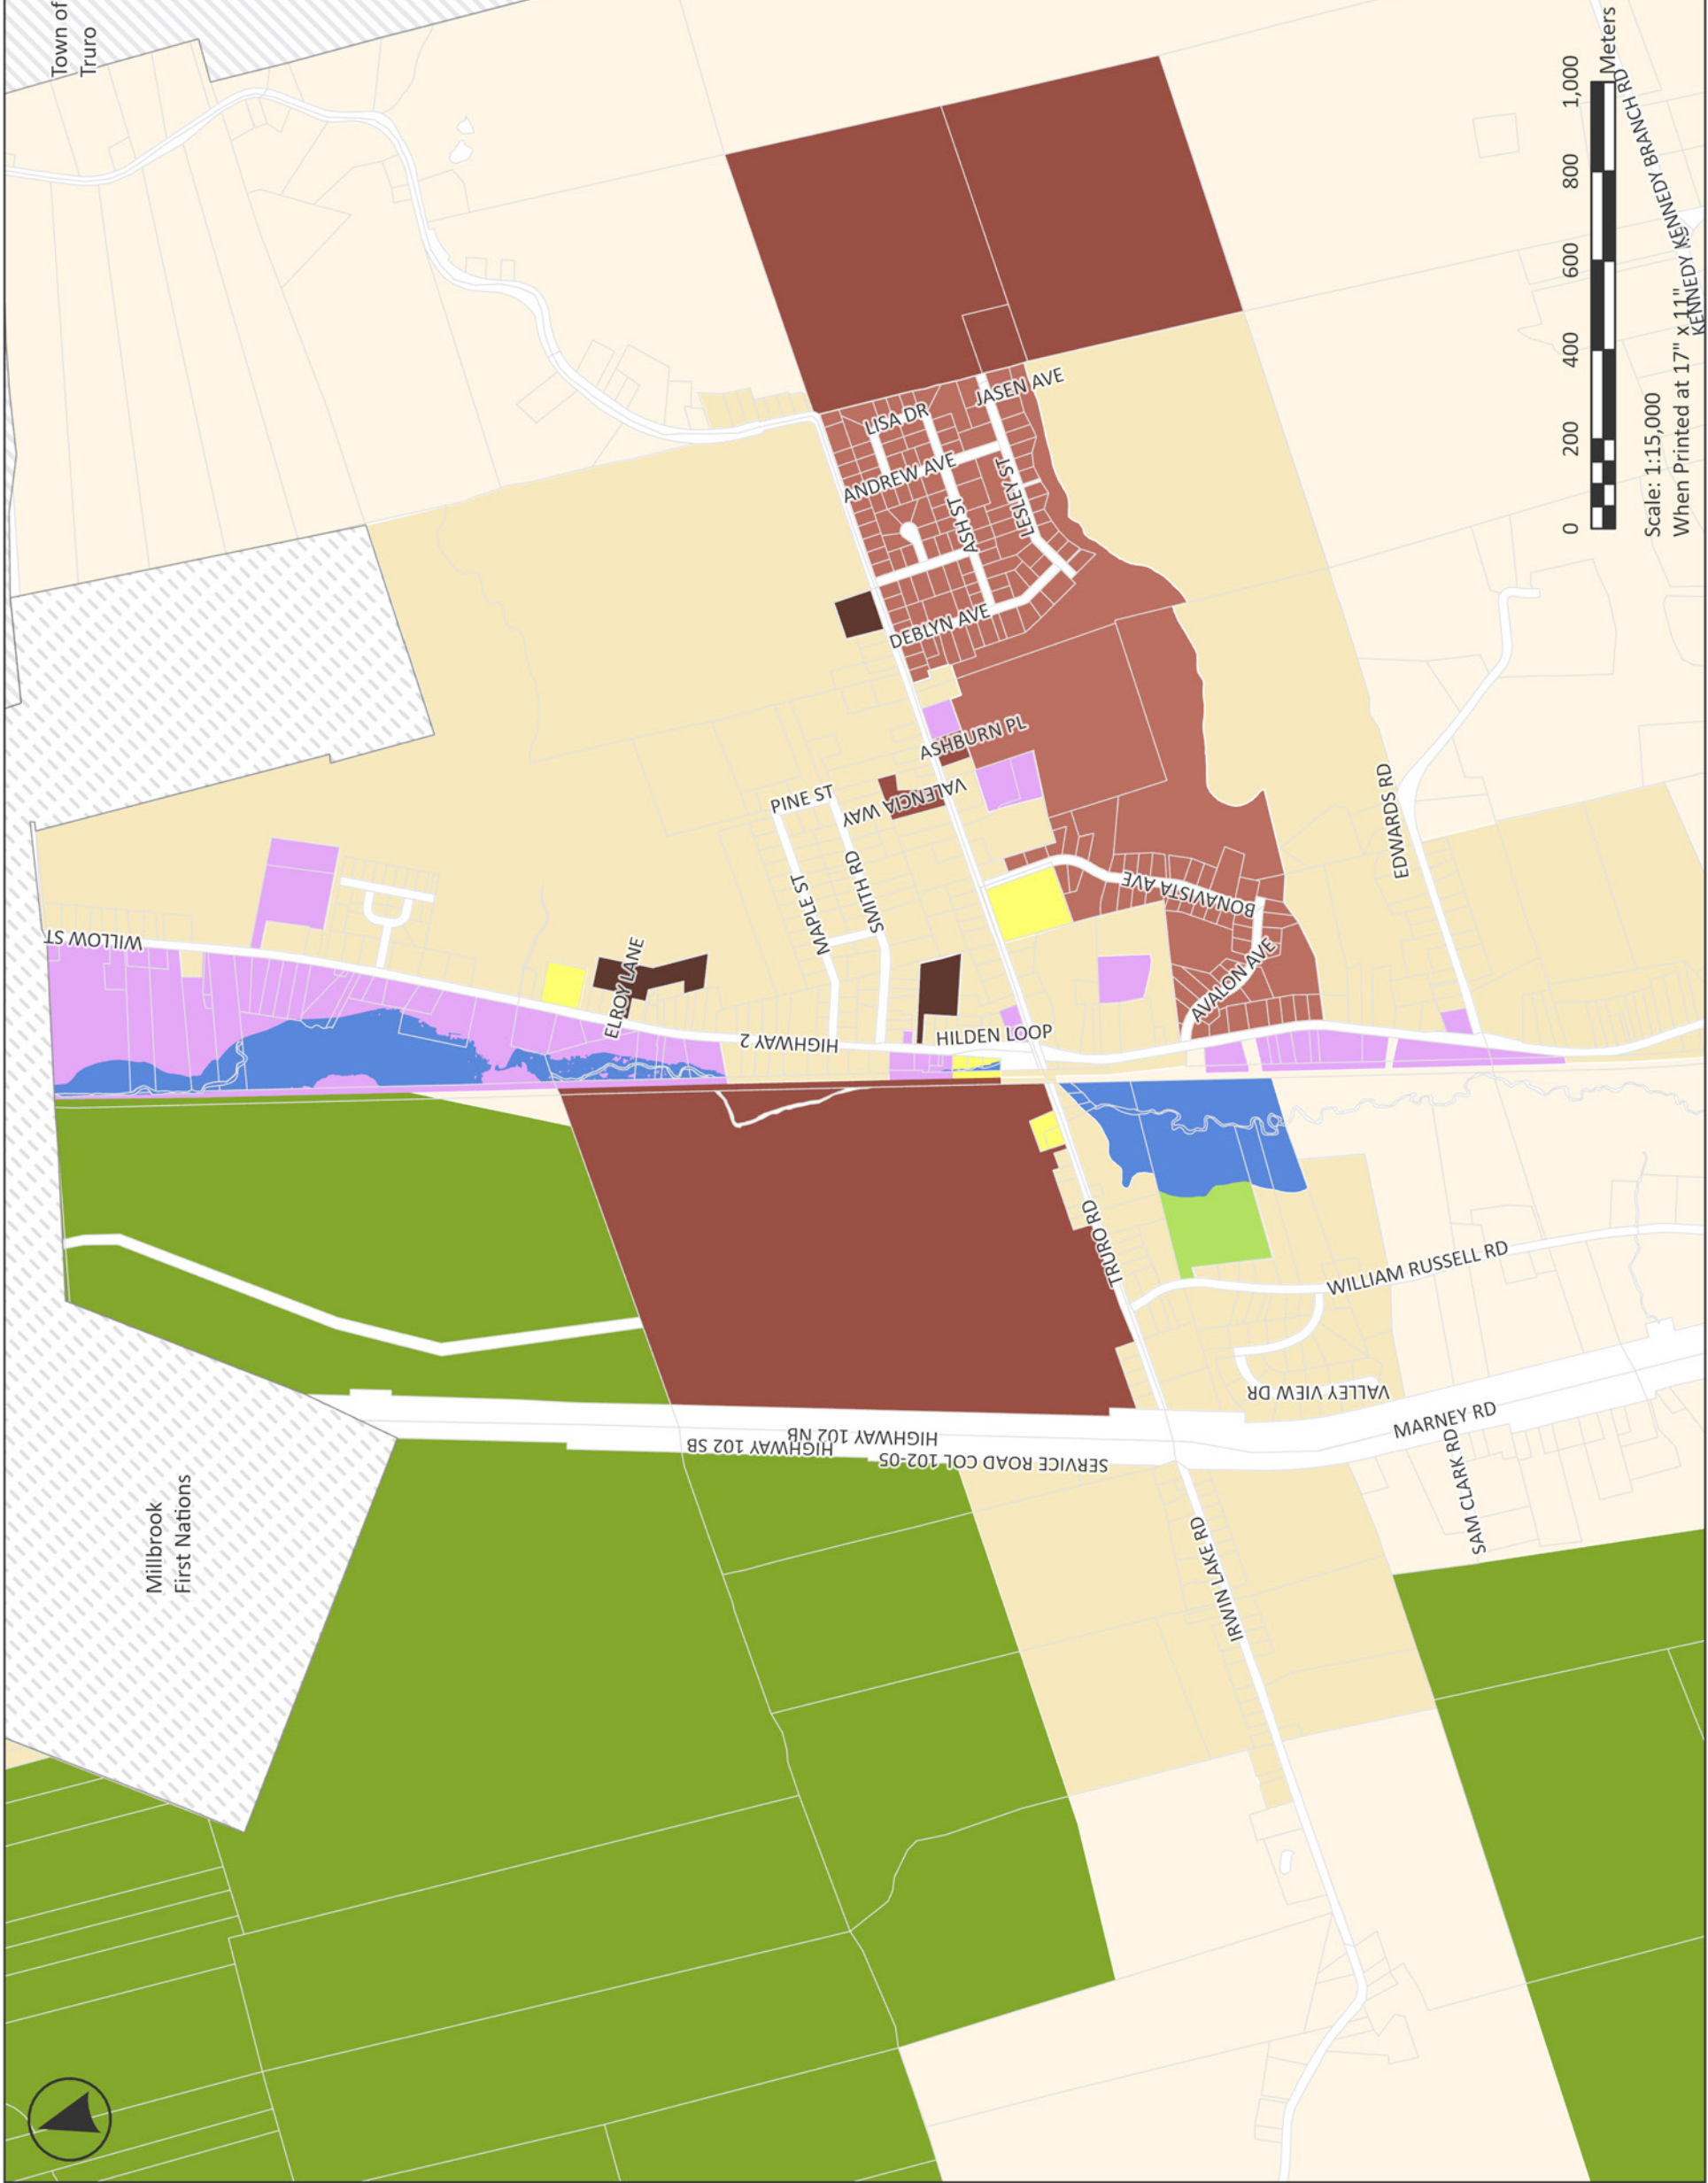 Town of
Truro
Millbrook
First Nations
WILLOW ST
ELROY LANE
HIGHWAY 2
PINE ST
MAPLE ST
SMITH RD
VALENCIA WAY
ASHBURN PL
HILDEN LOOP
LISA DR
ANDREW AVE
JASEN AVE
ASH ST
LESLEY ST
DEBLYN AVE
BONAVISTA AVE
AVALON AVE
EDWARDS RD
TRURO RD
WILLIAM RUSSELL RD
VALLEY VIEW DR
HIGHWAY 102 NB
HIGHWAY 102 SB
SERVICE ROAD COL 102-05
MARNEY RD
SAM CLARK RD
IRWIN LAKE RD
KENNEDY BRANCH RD
KENNEDY KENNEDY
0 200 400 600 800 1,000
Meters
Scale: 1:15,000
When Printed at 17" x 11"